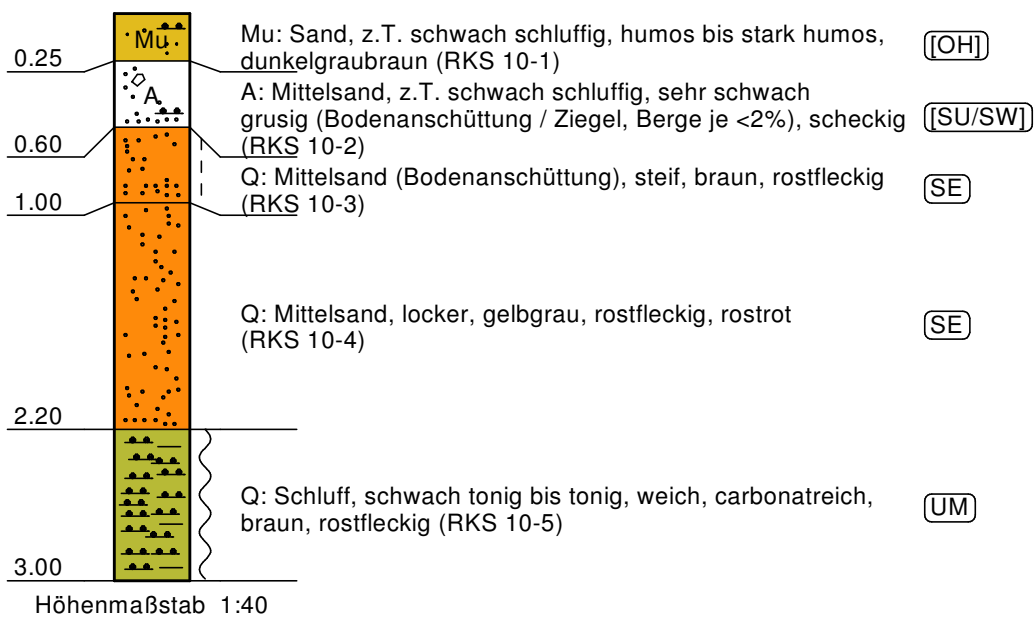 Mu
Mu: Sand, z.T. schwach schluffig, humos bis stark humos,
dunkelgraubraun (RKS 10-1)
[OH]
0.25
A
A: Mittelsand, z.T. schwach schluffig, sehr schwach
grusig (Bodenanschüttung / Ziegel, Berge je <2%), scheckig
(RKS 10-2)
[SU/SW]
0.60
Q: Mittelsand (Bodenanschüttung), steif, braun, rostfleckig
(RKS 10-3)
SE
1.00
Q: Mittelsand, locker, gelbgrau, rostfleckig, rostrot
(RKS 10-4)
SE
2.20
Q: Schluff, schwach tonig bis tonig, weich, carbonatreich,
braun, rostfleckig (RKS 10-5)
UM
3.00
Höhenmaßstab 1:40